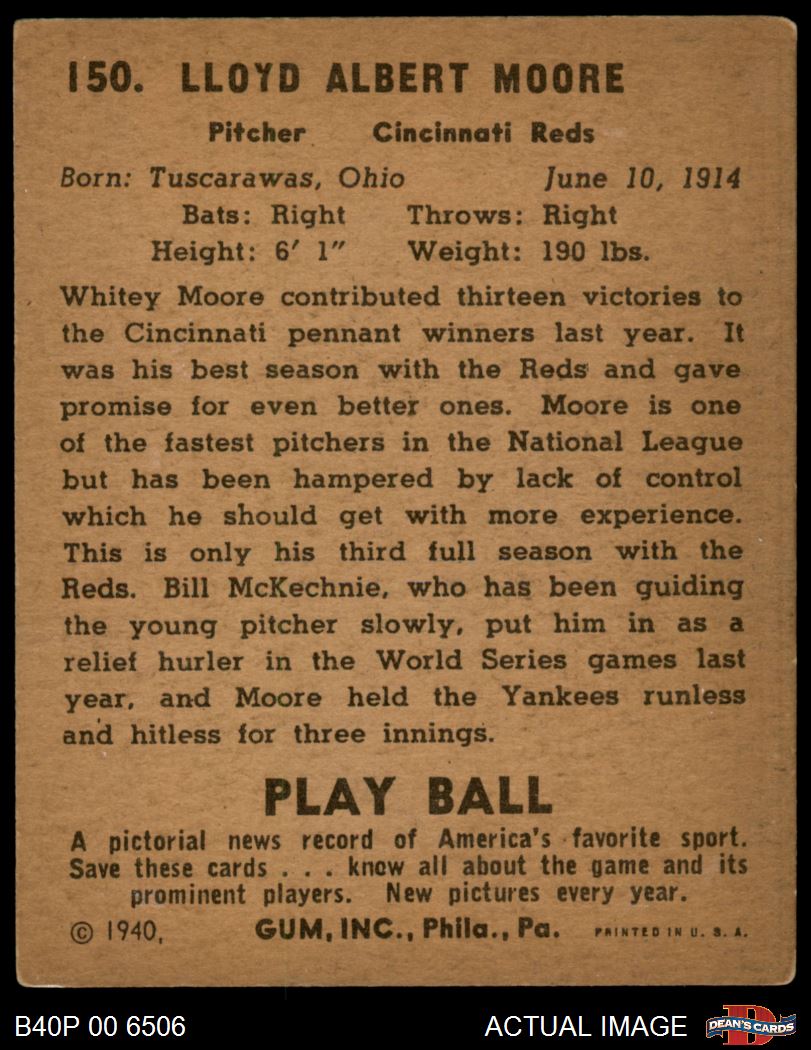 150. LLOYD ALBERT MOORE
Pitcher Cincinnati Reds
Born: Tuscarawas, Ohio June 10, 1914
Bats: Right Throws: Right
Height: 6′ 1″ Weight: 190 lbs.
Whitey Moore contributed thirteen victories to
the Cincinnati pennant winners last year. It
was his best season with the Reds and gave
promise for even better ones. Moore is one
of the fastest pitchers in the National League
but has been hampered by lack of control
which he should get with more experience.
This is only his third full season with the
Reds. Bill McKechnie, who has been guiding
the young pitcher slowly, put him in as a
relief hurler in the World Series games last
year, and Moore held the Yankees runless
and hitless for three innings.
PLAY BALL
A pictorial news record of America's favorite sport.
Save these cards . . . know all about the game and its
prominent players. New pictures every year.
© 1940, GUM, INC., Phila., Pa. PRINTED IN U. S. A.
B40P 00 6506 ACTUAL IMAGE D DEAN'S CARDS